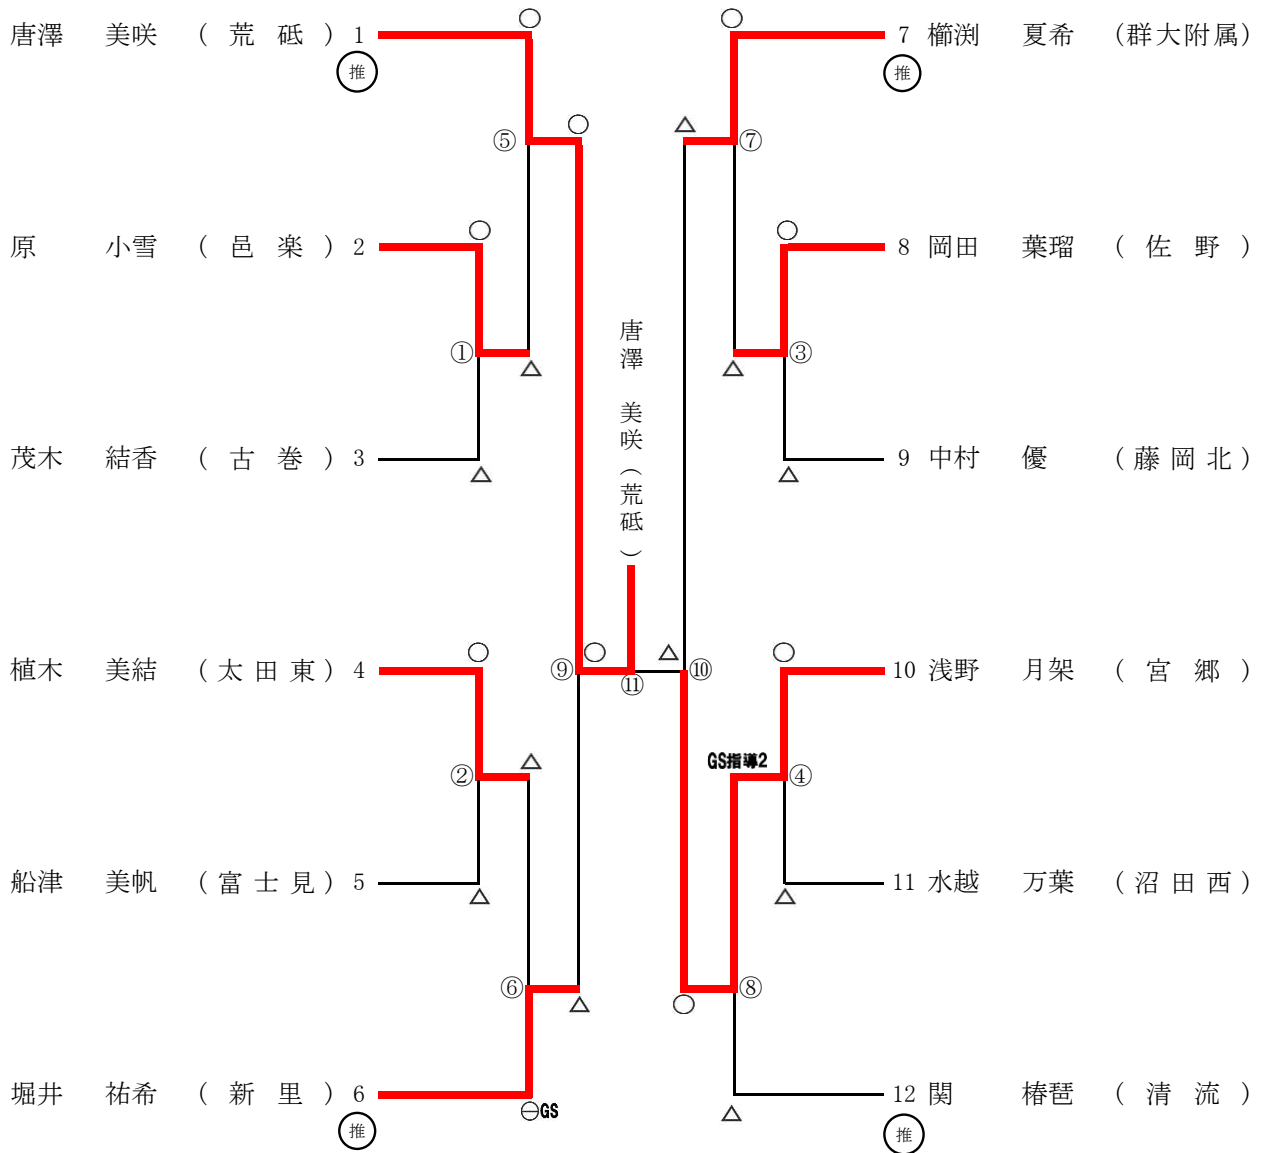 唐澤 美咲 (荒砥) 1
推
7 櫛渕 夏希 (群大附属)
推
⑤
⑦
原 小雪 (邑楽) 2
8 岡田 葉瑠 (佐野)
①
③
茂木 結香 (古巻) 3
9 中村 優 (藤岡北)
唐澤 美咲(荒砥)
植木 美結 (太田東) 4
⑨
⑪
⑩
10 浅野 月架 (宮郷)
②
GS指導2
④
船津 美帆 (富士見) 5
11 水越 万葉 (沼田西)
⑥
⑧
堀井 祐希 (新里) 6
推
GS
12 関 椿琶 (清流)
推